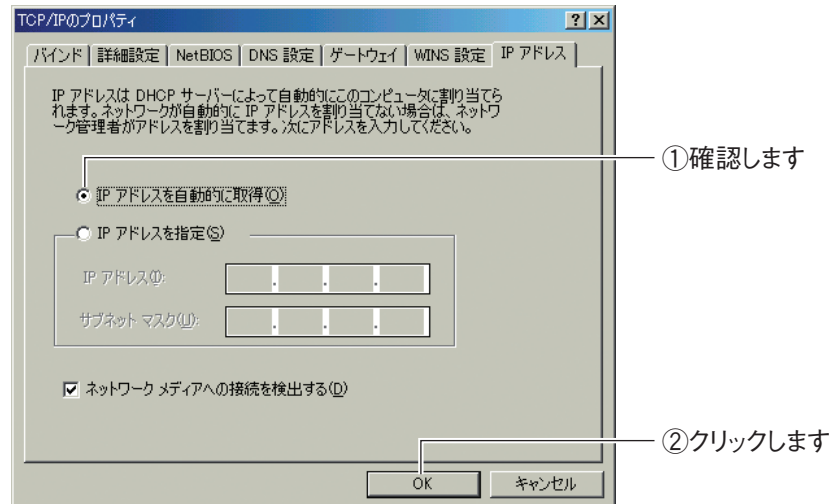 TCP/IPのプロパティ
バインド 詳細設定 NetBIOS DNS 設定 ゲートウェイ WINS 設定 IP アドレス
IP アドレスは DHCP サーバーによって自動的にこのコンピュータに割り当てら
れます。ネットワークが自動的に IP アドレスを割り当てない場合は、ネットワ
ーク管理者がアドレスを割り当てます。次にアドレスを入力してください。
①確認します
IP アドレスを自動的に取得(O)
IP アドレスを指定(S)
IP アドレス(I):
サブネット マスク(U):
ネットワーク メディアへの接続を検出する(D)
②クリックします
OK キャンセル